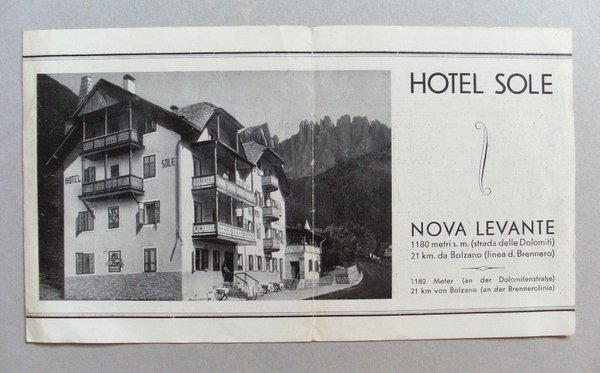 HOTEL SOLE
HOTEL SOLE
NOVA LEVANTE
1180 metri s. m. (strada delle Dolomiti)
21 km. da Bolzano (linea d. Brennero)
1180 Meter (an der Dolomitenstraße)
21 km von Bolzano (an der Brennerolinie)